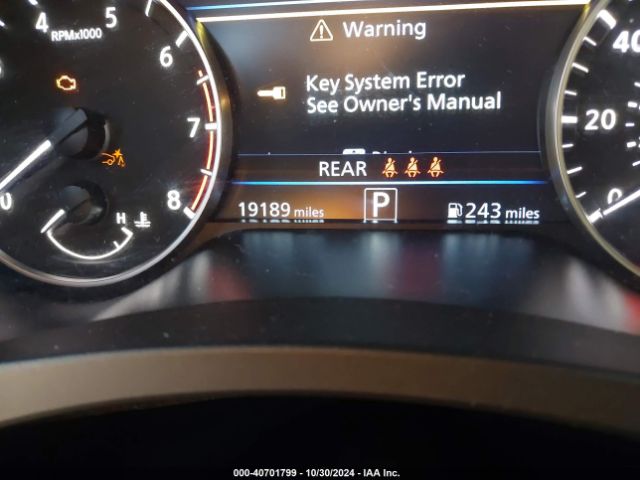 4 5 6 7 8
RPMx1000
0
H
Warning
Key System Error
See Owner's Manual
REAR
19189 miles
P
243 miles
40
20
0
000-40701799 - 10/30/2024 - IAA Inc.